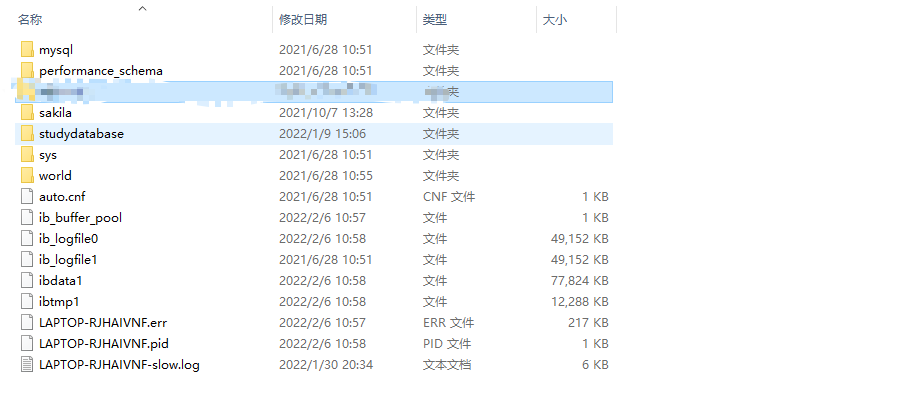 名称 修改日期 类型 大小
mysql 2021/6/28 10:51 文件夹
performance_schema 2021/6/28 10:51 文件夹
夹
sakila 2021/10/7 13:28 文件夹
studydatabase 2022/1/9 15:06 文件夹
sys 2021/6/28 10:51 文件夹
world 2021/6/28 10:55 文件夹
auto.cnf 2021/6/28 10:51 CNF 文件 1 KB
ib_buffer_pool 2022/2/6 10:57 文件 1 KB
ib_logfile0 2022/2/6 10:58 文件 49,152 KB
ib_logfile1 2021/6/28 10:51 文件 49,152 KB
ibdata1 2022/2/6 10:58 文件 77,824 KB
ibtmp1 2022/2/6 10:58 文件 12,288 KB
LAPTOP-RJHAIVNF.err 2022/2/6 10:57 ERR 文件 217 KB
LAPTOP-RJHAIVNF.pid 2022/2/6 10:58 PID 文件 1 KB
LAPTOP-RJHAIVNF-slow.log 2022/1/30 20:34 文本文档 6 KB